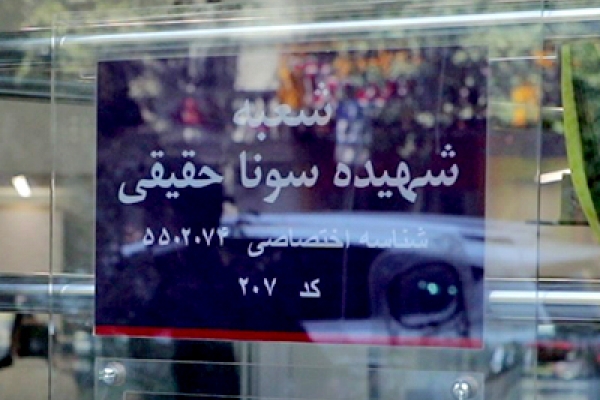 شعبه
شهیده سونا حقیقی
شناسه اختصاصی ۵۵۰۲۰۷۴
کد ۲۰۷